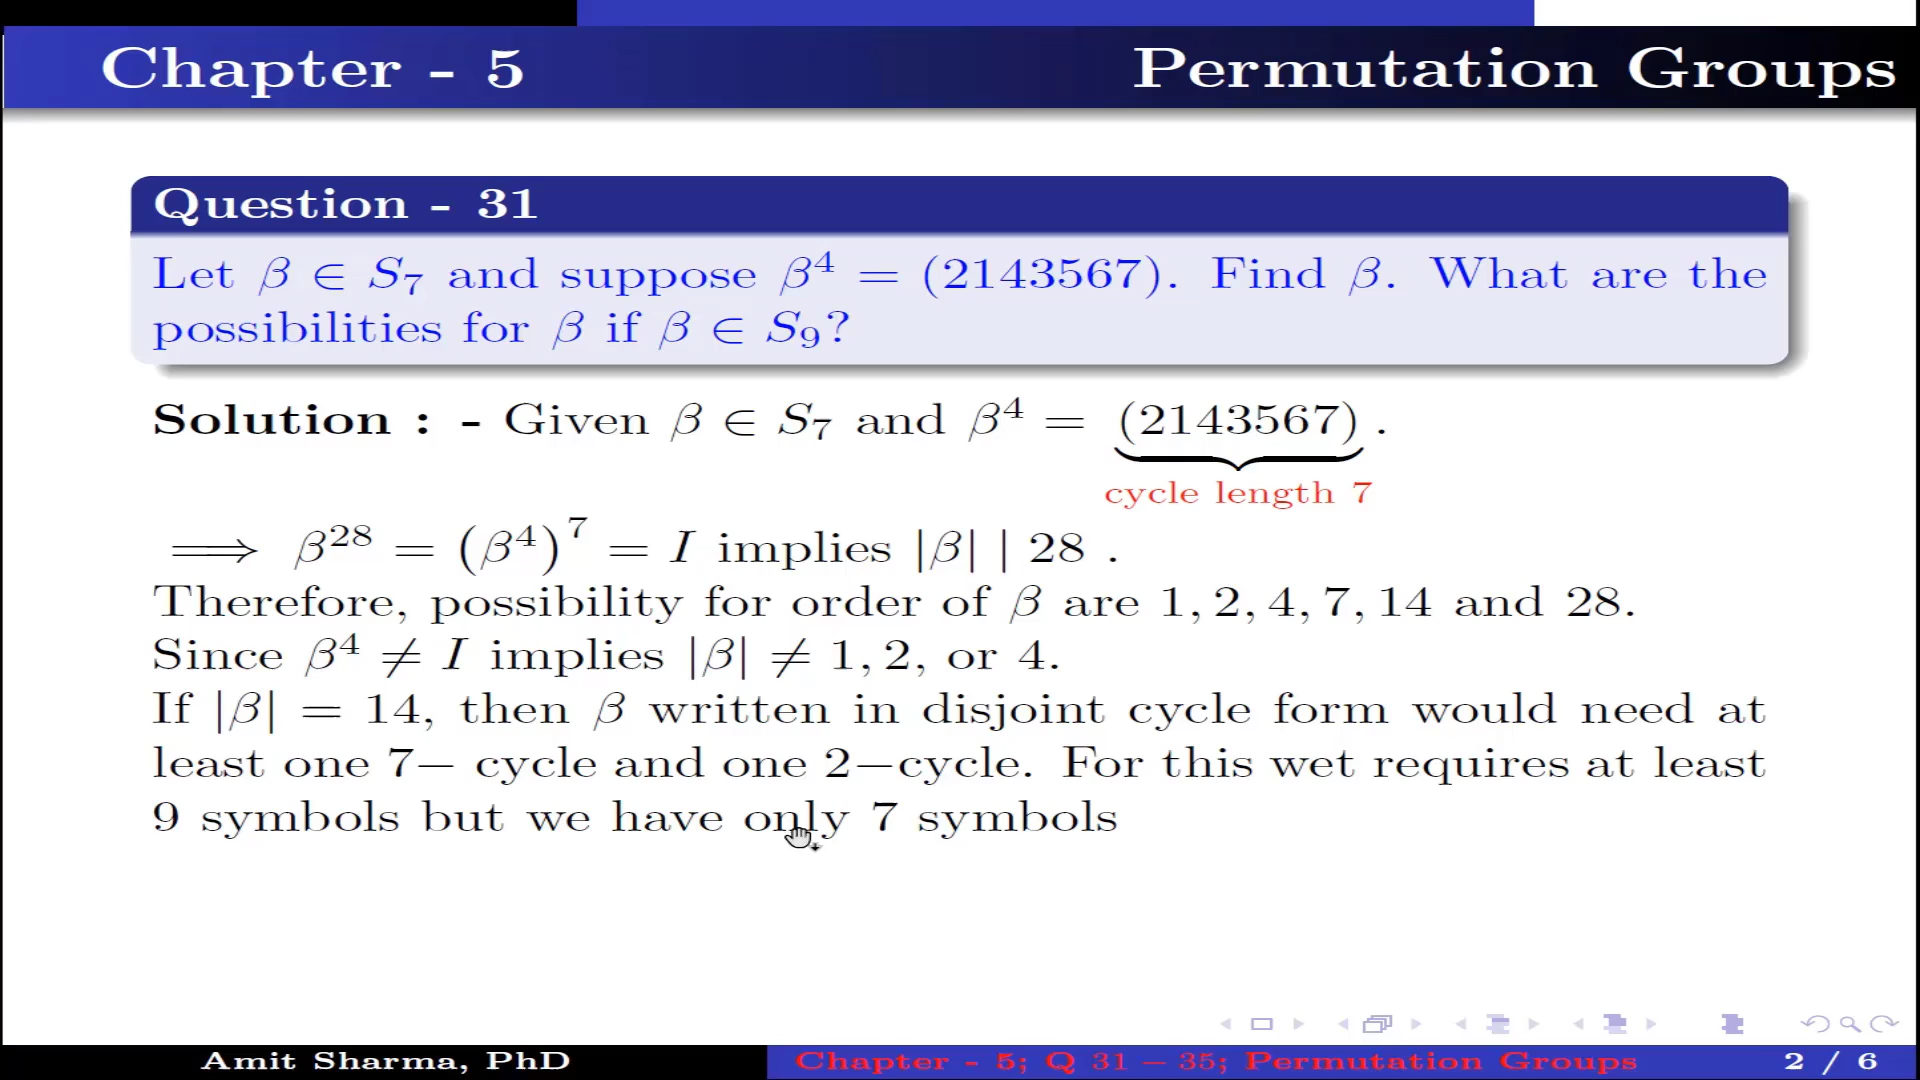 Chapter - 5 Permutation Groups
Question - 31
Let β ∈ S₇ and suppose β⁴ = (2143567). Find β. What are the
possibilities for β if β ∈ S₉?
Solution : - Given β ∈ S₇ and β⁴ = (2143567) .
cycle length 7
⟹ β²⁸ = (β⁴)⁷ = I implies |β| | 28 .
Therefore, possibility for order of β are 1, 2, 4, 7, 14 and 28.
Since β⁴ ≠ I implies |β| ≠ 1, 2, or 4.
If |β| = 14, then β written in disjoint cycle form would need at
least one 7− cycle and one 2−cycle. For this wet requires at least
9 symbols but we have only 7 symbols
Amit Sharma, PhD Chapter - 5; Q 31 − 35; Permutation Groups 2 / 6